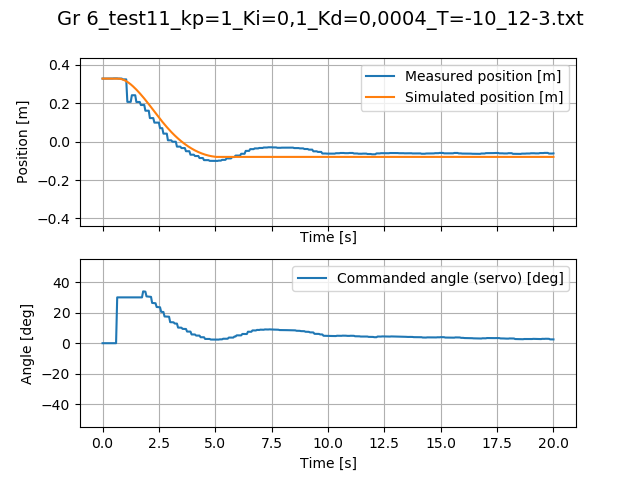 Gr 6_test11_kp=1_Ki=0,1_Kd=0,0004_T=-10_12-3.txt
0.4
0.2
0.0
−0.2
−0.4
Position [m]
Measured position [m]
Simulated position [m]
Time [s]
40
20
0
−20
−40
Angle [deg]
Commanded angle (servo) [deg]
0.0 2.5 5.0 7.5 10.0 12.5 15.0 17.5 20.0
Time [s]